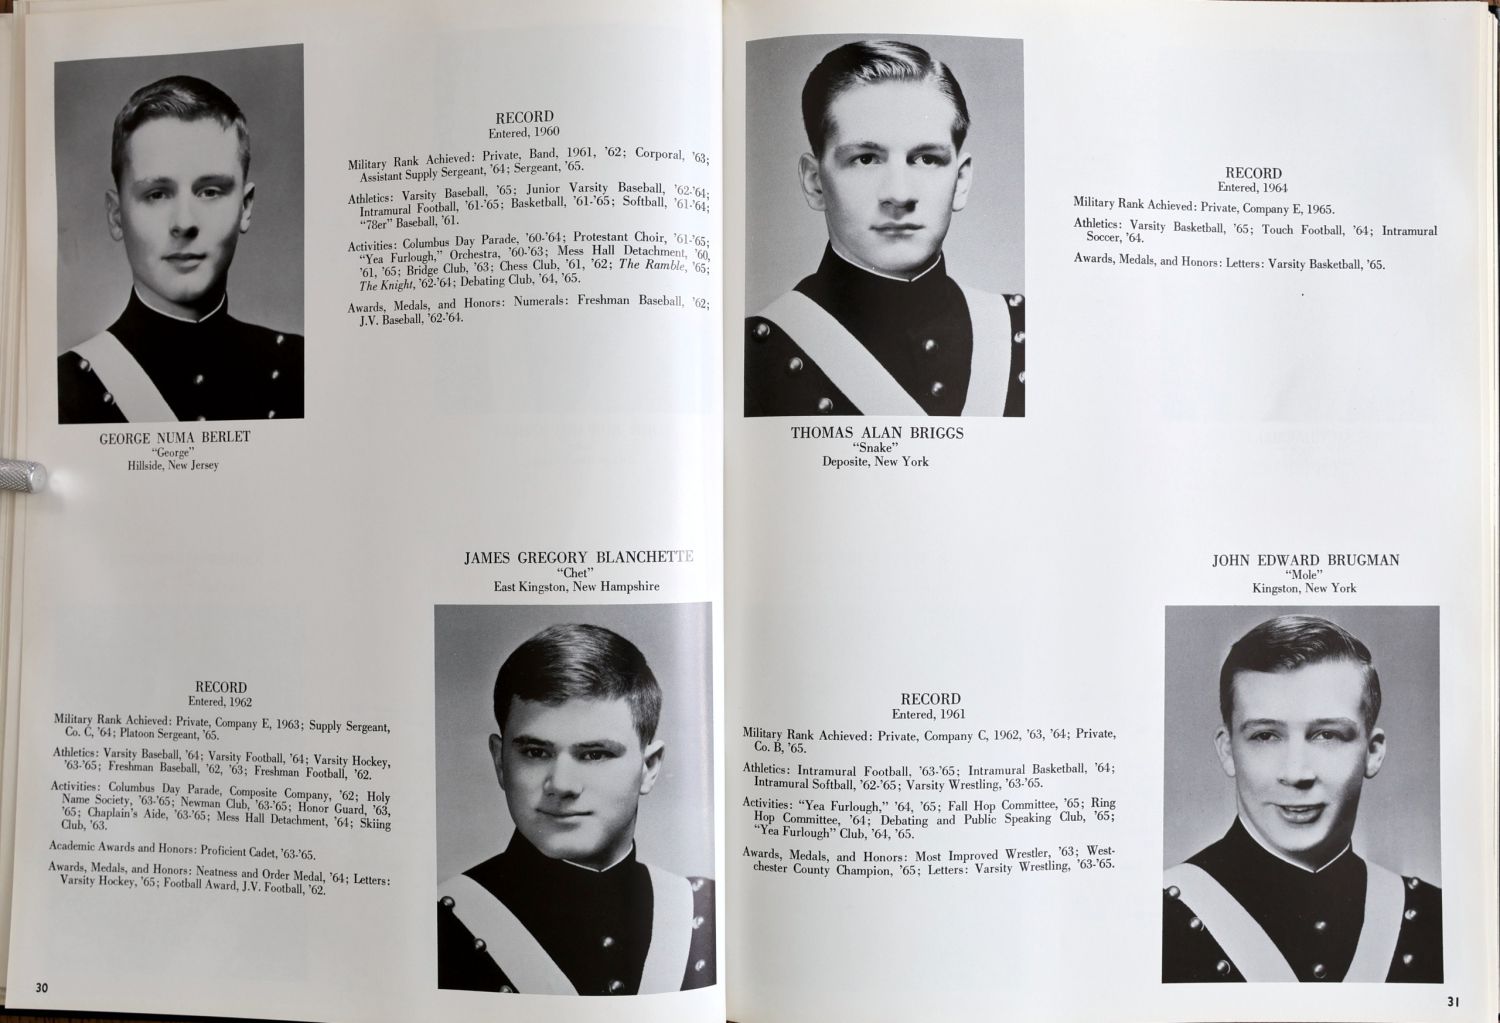 GEORGE NUMA BERLET
“George”
Hillside, New Jersey
RECORD
Entered, 1960
Military Rank Achieved: Private, Band, 1961, ’62; Corporal, ’63;
Assistant Supply Sergeant, ’64; Sergeant, ’65.
Athletics: Varsity Baseball, ’65; Junior Varsity Baseball, ’62-’64;
Intramural Football, ’61-’65; Basketball, ’61-’65; Softball, ’61-’64;
“78er” Baseball, ’61.
Activities: Columbus Day Parade, ’60-’64; Protestant Choir, ’61-’65;
“Yea Furlough,” Orchestra, ’60-’63; Mess Hall Detachment, ’60,
’61, ’65; Bridge Club, ’63; Chess Club, ’61, ’62; The Ramble, ’65;
The Knight, ’62-’64; Debating Club, ’64, ’65.
Awards, Medals, and Honors: Numerals: Freshman Baseball, ’62;
J.V. Baseball, ’62-’64.
JAMES GREGORY BLANCHETTE
“Chet”
East Kingston, New Hampshire
RECORD
Entered, 1962
Military Rank Achieved: Private, Company E, 1963; Supply Sergeant,
Co. C, ’64; Platoon Sergeant, ’65.
Athletics: Varsity Baseball, ’64; Varsity Football, ’64; Varsity Hockey,
’63-’65; Freshman Baseball, ’62, ’63; Freshman Football, ’62.
Activities: Columbus Day Parade, Composite Company, ’62; Holy
Name Society, ’63-’65; Newman Club, ’63-’65; Honor Guard, ’63,
’65; Chaplain’s Aide, ’63-’65; Mess Hall Detachment, ’64; Skiing
Club, ’63.
Academic Awards and Honors: Proficient Cadet, ’63-’65.
Awards, Medals, and Honors: Neatness and Order Medal, ’64; Letters:
Varsity Hockey, ’65; Football Award, J.V. Football, ’62.
30
THOMAS ALAN BRIGGS
“Snake”
Deposite, New York
RECORD
Entered, 1964
Military Rank Achieved: Private, Company E, 1965.
Athletics: Varsity Basketball, ’65; Touch Football, ’64; Intramural
Soccer, ’64.
Awards, Medals, and Honors: Letters: Varsity Basketball, ’65.
JOHN EDWARD BRUGMAN
“Mole”
Kingston, New York
RECORD
Entered, 1961
Military Rank Achieved: Private, Company C, 1962, ’63, ’64; Private,
Co. B, ’65.
Athletics: Intramural Football, ’63-’65; Intramural Basketball, ’64;
Intramural Softball, ’62-’65; Varsity Wrestling, ’63-’65.
Activities: “Yea Furlough,” ’64, ’65; Fall Hop Committee, ’65; Ring
Hop Committee, ’64; Debating and Public Speaking Club, ’65;
“Yea Furlough” Club, ’64, ’65.
Awards, Medals, and Honors: Most Improved Wrestler, ’63; West-
chester County Champion, ’65; Letters: Varsity Wrestling, ’63-’65.
31